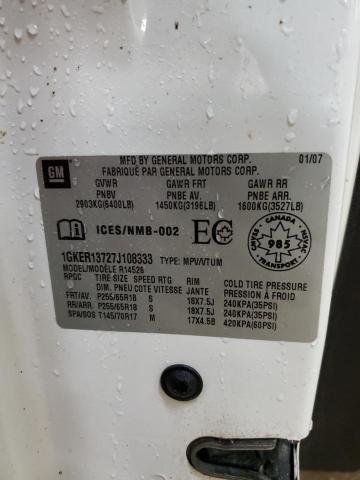 GM
MFD BY GENERAL MOTORS CORP. 01/07
FABRIQUÉ PAR GENERAL MOTORS CORP.
GVWR GAWR FRT GAWR RR
PNBV PNBE AV. PNBE ARR.
2903KG(6400LB) 1450KG(3196LB) 1600KG(3527LB)
ICES/NMB-002 EC
CANADA
985
TRANSPORT
1GKER13727J108333 TYPE: MPV/VTUM
MODEL/MODÈLE R14526
RPGC TIRE SIZE SPEED RTG RIM COLD TIRE PRESSURE
DIM. PNEU COTE VITESSE JANTE PRESSION À FROID
FRT/AV. P255/65R18 S 18X7.5J 240KPA(35PSI)
RR/ARR. P255/65R18 S 18X7.5J 240KPA(35PSI)
SPA/SOS T145/70R17 M 17X4.5B 420KPA(60PSI)